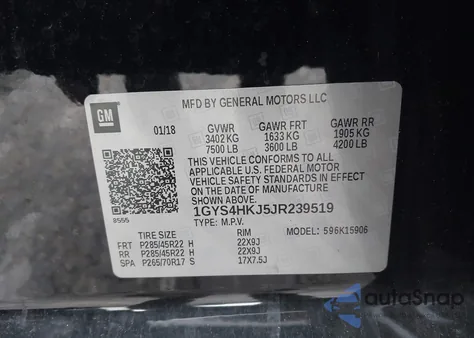 MFD BY GENERAL MOTORS LLC
GM
01/18
GVWR GAWR FRT GAWR RR
3402 KG 1633 KG 1905 KG
7500 LB 3600 LB 4200 LB
THIS VEHICLE CONFORMS TO ALL
APPLICABLE U.S. FEDERAL MOTOR
VEHICLE SAFETY STANDARDS IN EFFECT
ON THE DATE OF MANUFACTURE
SHOWN ABOVE.
1GYS4HKJ5JR239519
8555
TYPE: M.P.V.
TIRE SIZE RIM 596K15906
FRT P285/45R22 H 22X9J
RR P285/45R22 H 22X9J
SPA P265/70R17 S 17X7.5J
autoSnap